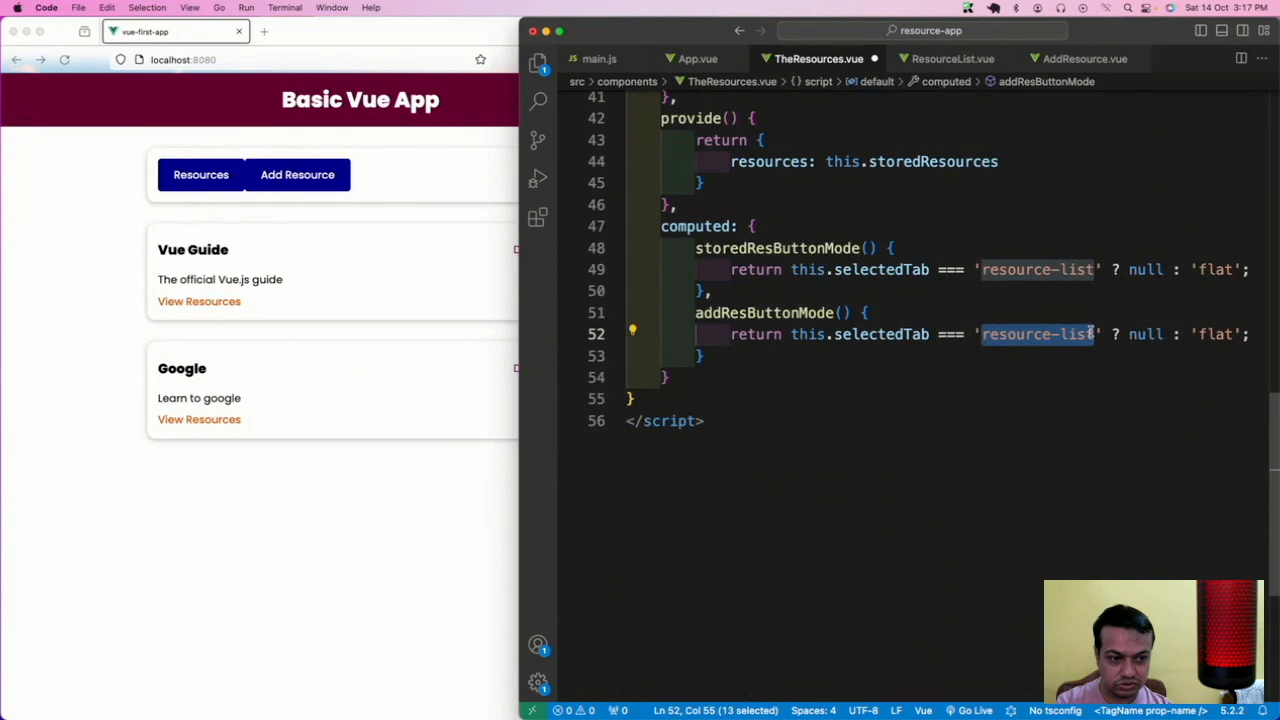 Code File Edit Selection View Go Run Terminal Window Help
Sat 14 Oct 3:17 PM
vue-first-app
localhost:8080
Basic Vue App
Resources Add Resource
Vue Guide
The official Vue.js guide
View Resources
Google
Learn to google
View Resources
resource-app
main.js App.vue TheResources.vue ResourceList.vue AddResource.vue
src > components > TheResources.vue > {} script > default > computed > addResButtonMode
41 },
42 provide() {
43 return {
44 resources: this.storedResources
45 }
46 },
47 computed: {
48 storedResButtonMode() {
49 return this.selectedTab === 'resource-list' ? null : 'flat';
50 },
51 addResButtonMode() {
52 return this.selectedTab === 'resource-list' ? null : 'flat';
53 }
54 }
55 }
56 </script>
0 0 0 Ln 52, Col 55 (13 selected) Spaces: 4 UTF-8 LF Vue Go Live No tsconfig <TagName prop-name /> 5.2.2